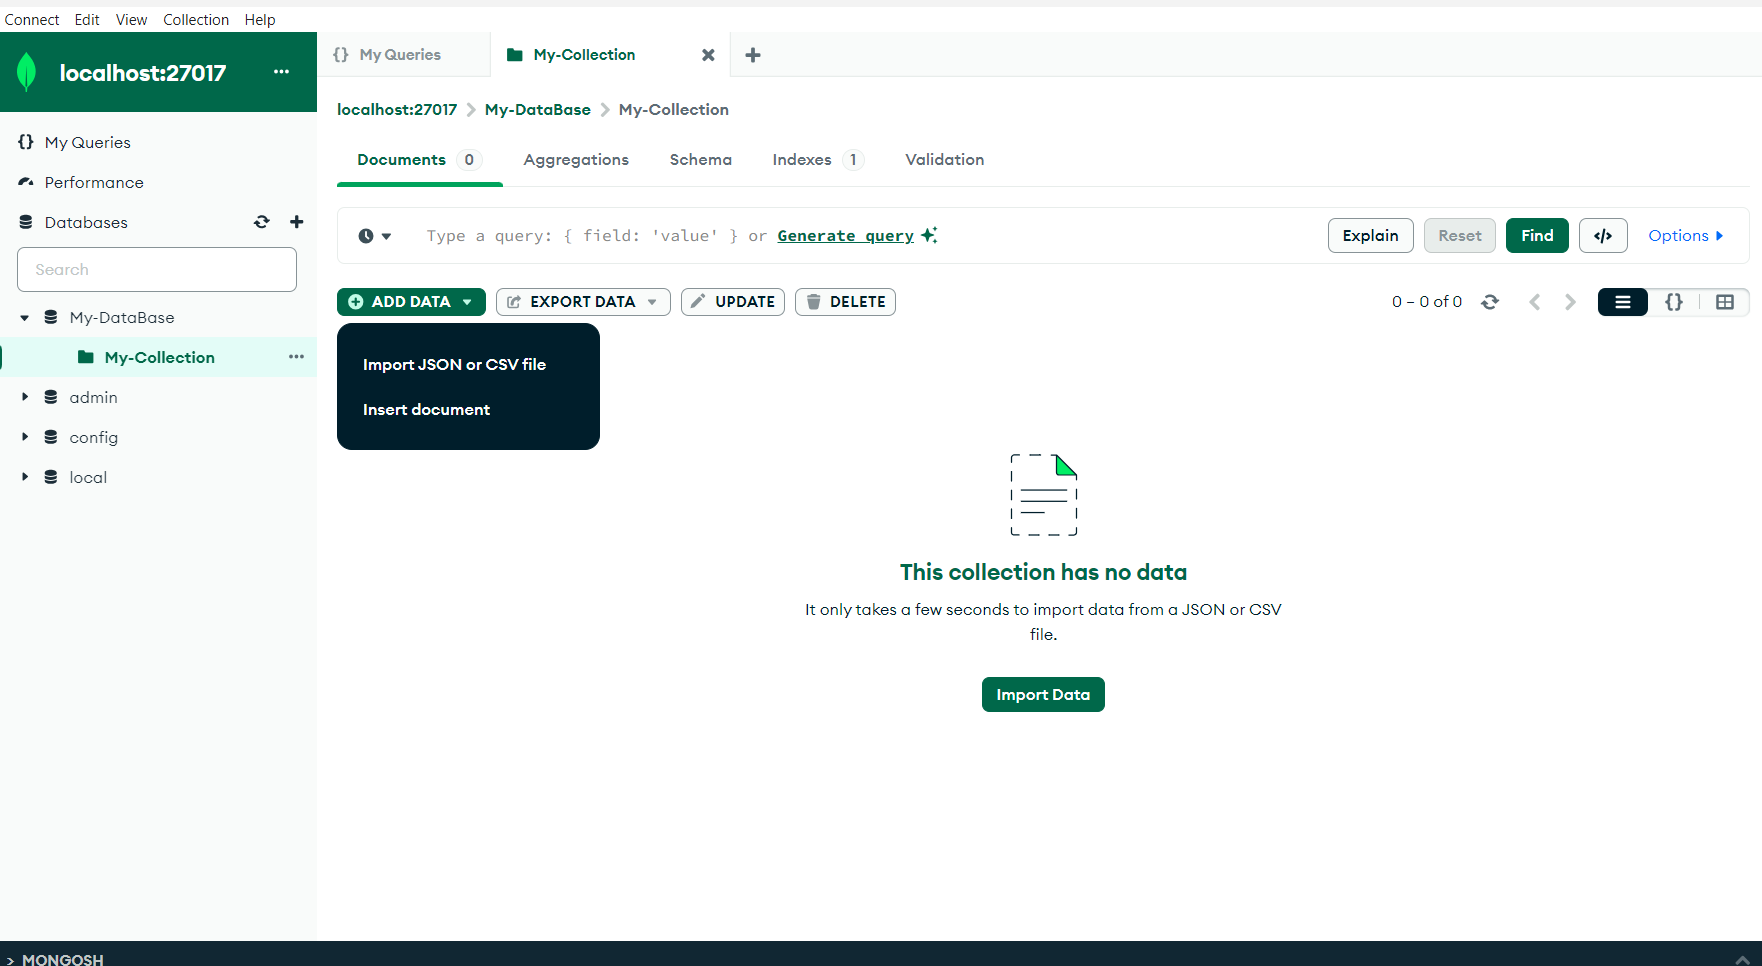 Connect Edit View Collection Help
localhost:27017 ...
{} My Queries
My-Collection
localhost:27017 > My-DataBase > My-Collection
{} My Queries
Performance
Databases
Search
My-DataBase
My-Collection ...
admin
config
local
Documents 0 Aggregations Schema Indexes 1 Validation
Type a query: { field: 'value' } or Generate query
Explain Reset Find </> Options
ADD DATA EXPORT DATA UPDATE DELETE
0 – 0 of 0
{}
Import JSON or CSV file
Insert document
This collection has no data
It only takes a few seconds to import data from a JSON or CSV
file.
Import Data
> MONGOSH